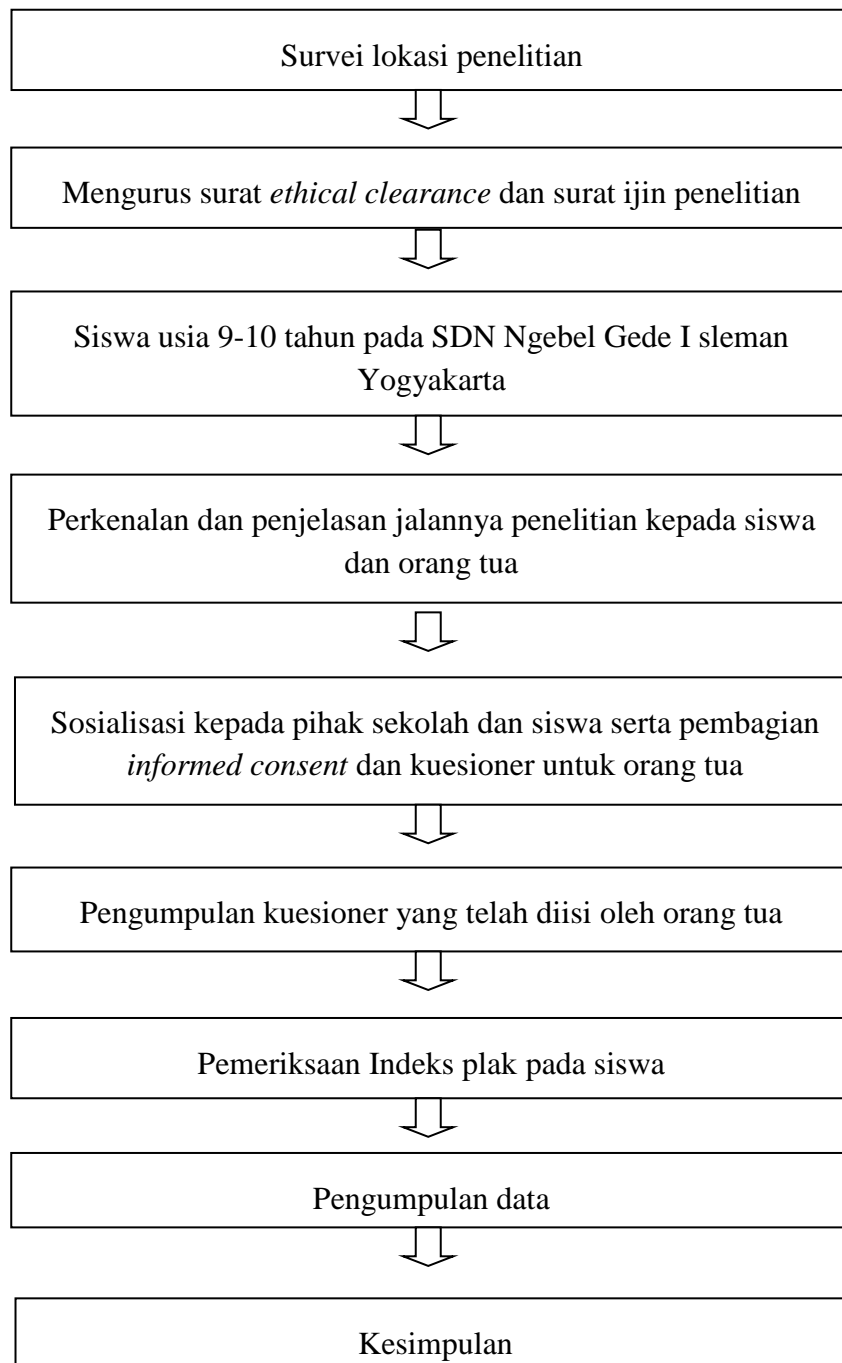 Survei lokasi penelitian
Mengurus surat ethical clearance dan surat ijin penelitian
Siswa usia 9-10 tahun pada SDN Ngebel Gede I sleman
Yogyakarta
Perkenalan dan penjelasan jalannya penelitian kepada siswa
dan orang tua
Sosialisasi kepada pihak sekolah dan siswa serta pembagian
informed consent dan kuesioner untuk orang tua
Pengumpulan kuesioner yang telah diisi oleh orang tua
Pemeriksaan Indeks plak pada siswa
Pengumpulan data
Kesimpulan